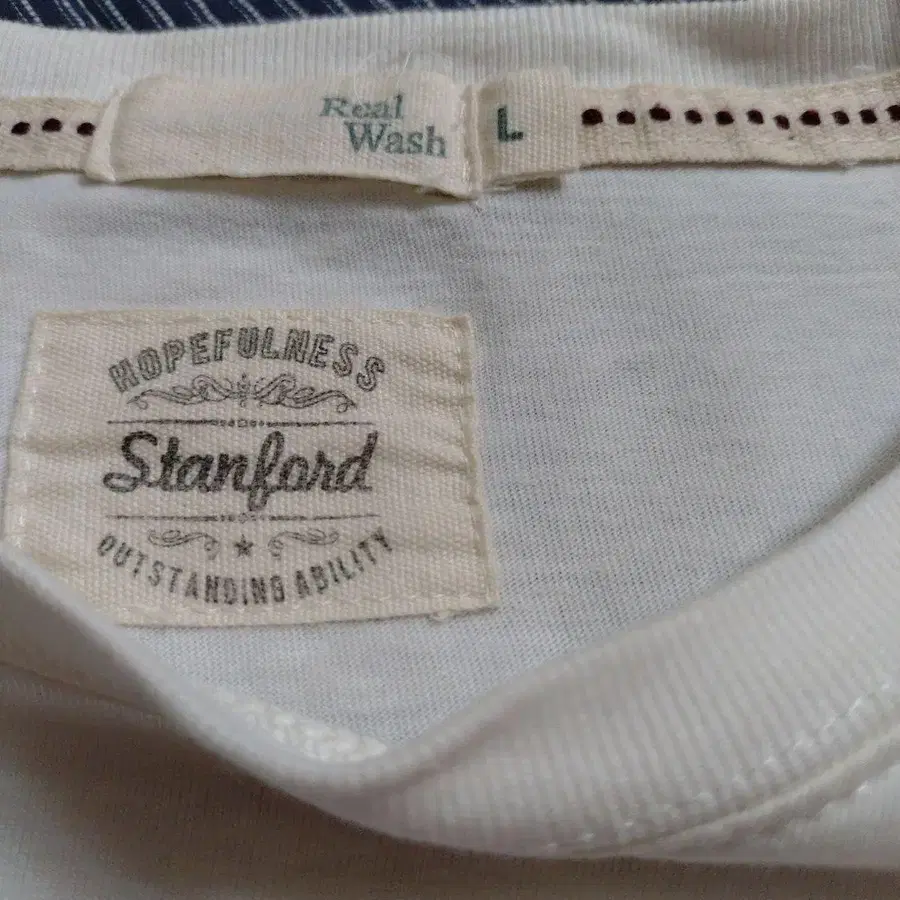 Real
Wash
L
HOPEFULNESS
Stanford
OUTSTANDING ABILITY